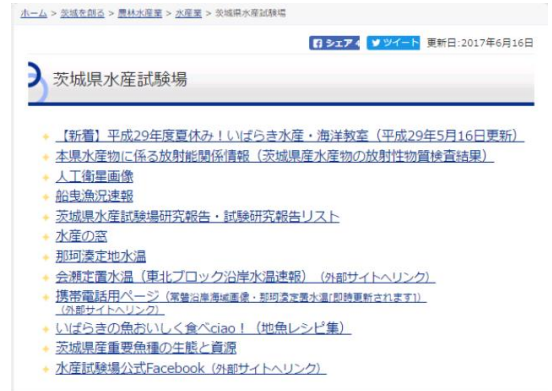 ホーム > 茨城を創る > 農林水産業 > 水産業 > 茨城県水産試験場
シェア ツイート 更新日:2017年6月16日
茨城県水産試験場
【新着】平成29年度夏休み！いばらき水産・海洋教室（平成29年5月16日更新）
本県水産物に係る放射能関係情報（茨城県産水産物の放射性物質検査結果）
人工衛星画像
船曳漁況速報
茨城県水産試験場研究報告・試験研究報告リスト
水産の窓
那珂湊定地水温
会瀬定置水温（東北ブロック沿岸水温速報）（外部サイトへリンク）
携帯電話用ページ（常磐沿岸海域画像・那珂湊定置水温(即時更新されます)）
（外部サイトへリンク）
いばらきの魚おいしく食べciao！（地魚レシピ集）
茨城県産重要魚種の生態と資源
水産試験場公式Facebook（外部サイトへリンク）